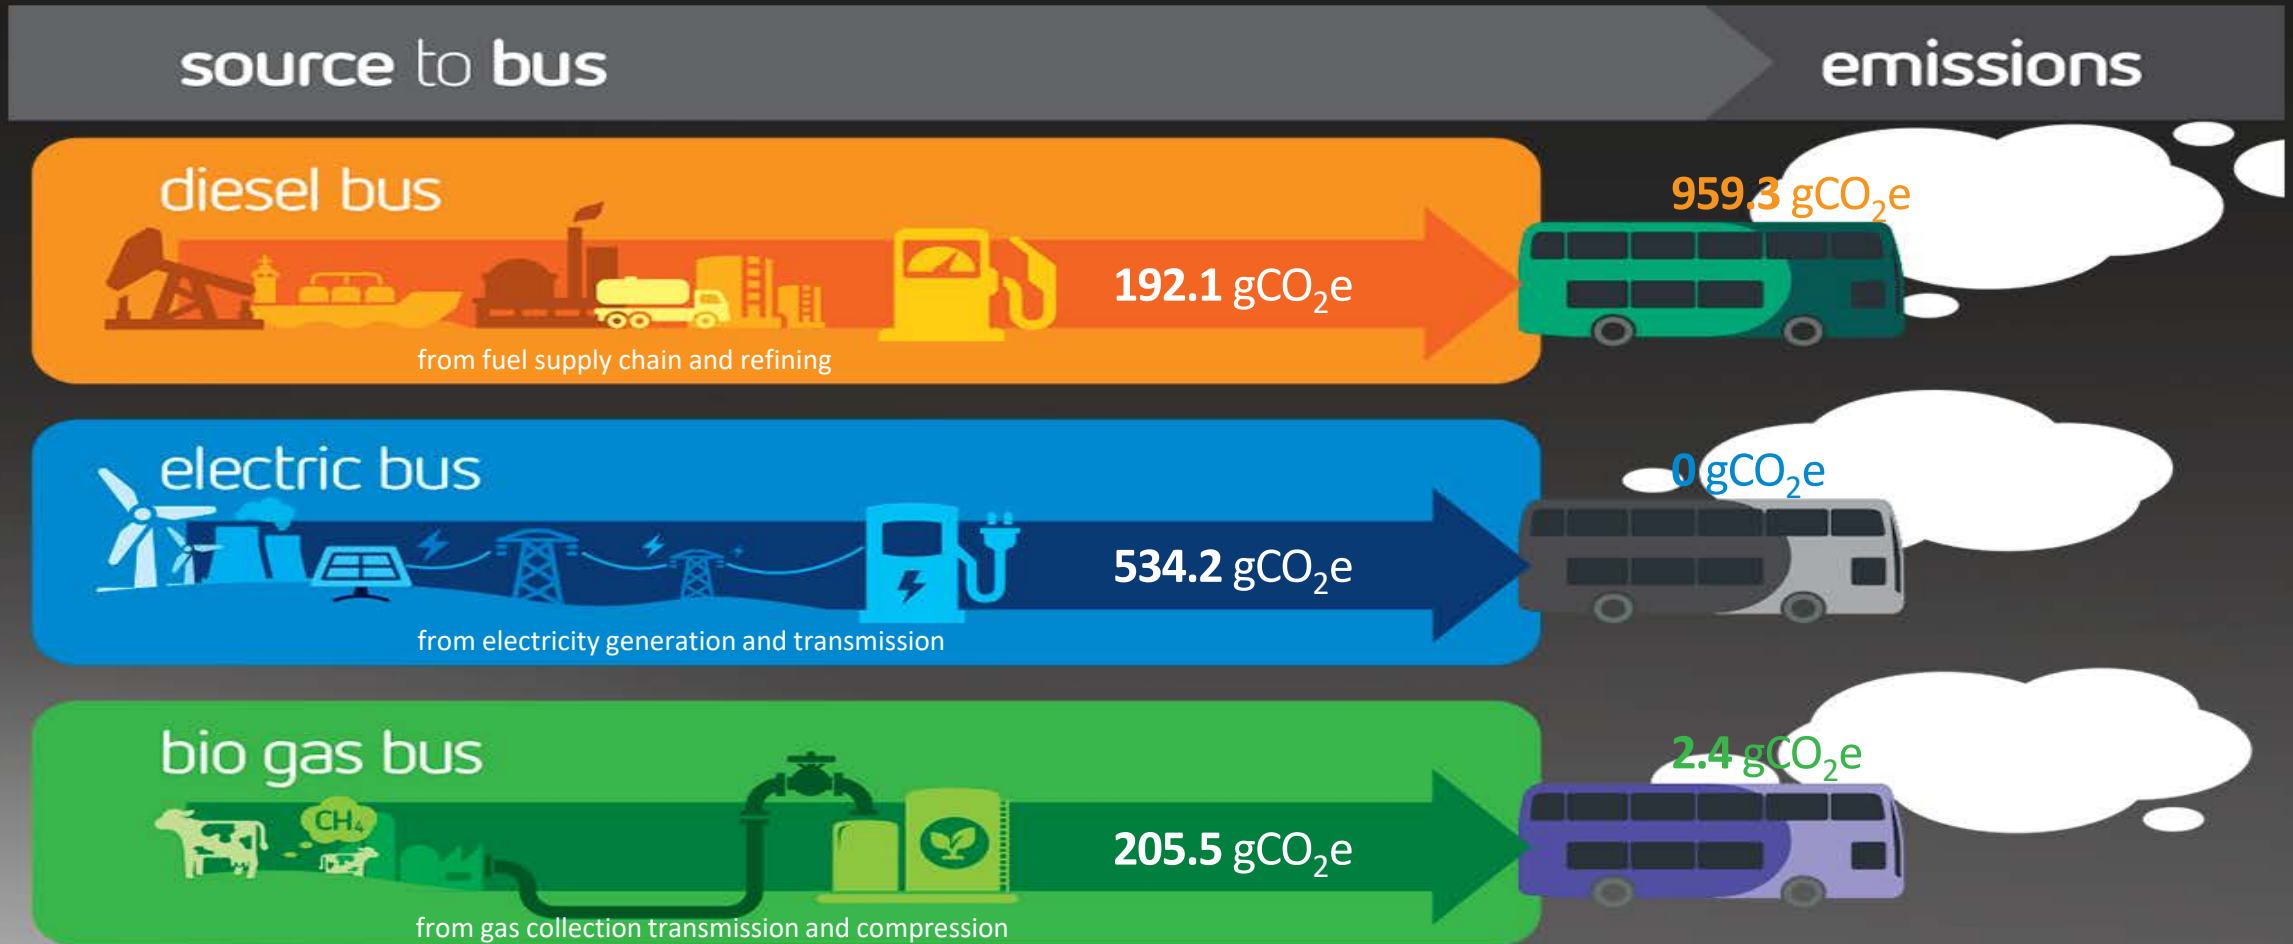 source to bus
emissions
diesel bus
959.3 gCO₂e
192.1 gCO₂e
from fuel supply chain and refining
electric bus
0 gCO₂e
534.2 gCO₂e
from electricity generation and transmission
bio gas bus
2.4 gCO₂e
CH₄
205.5 gCO₂e
from gas collection transmission and compression